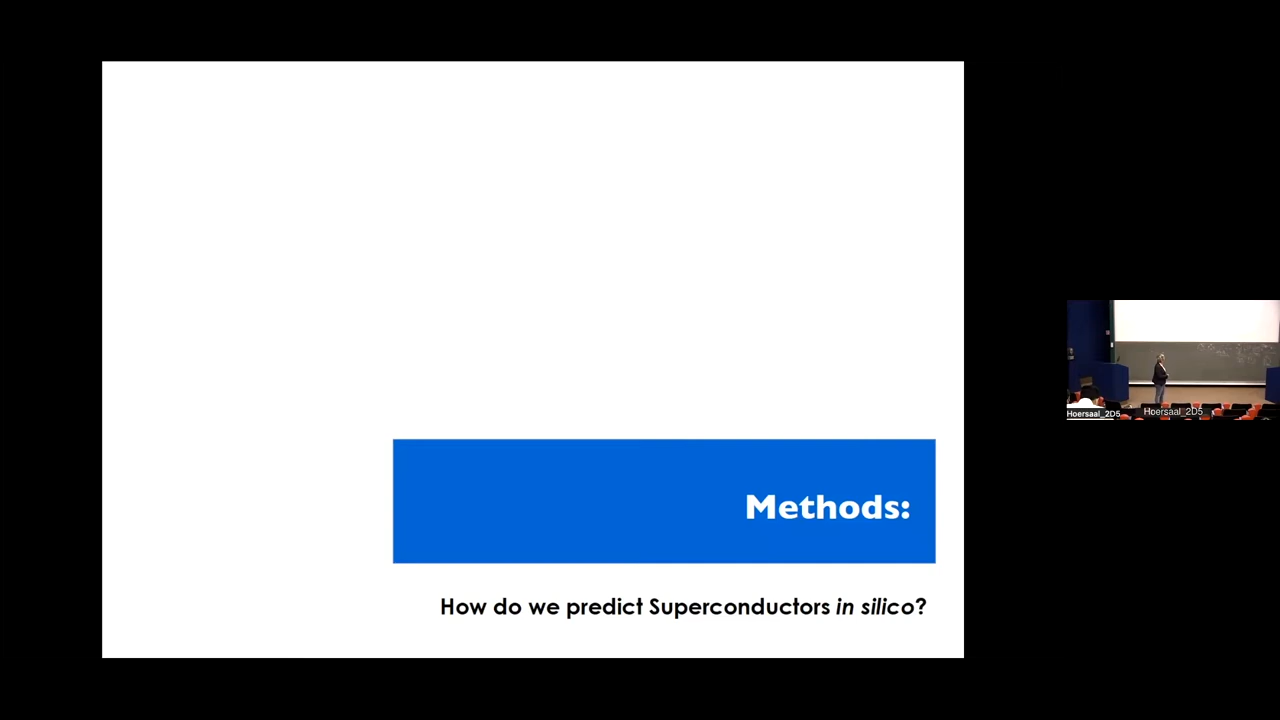 Methods:
How do we predict Superconductors in silico?
Hoersaal_2D5
Hoersaal_2D5